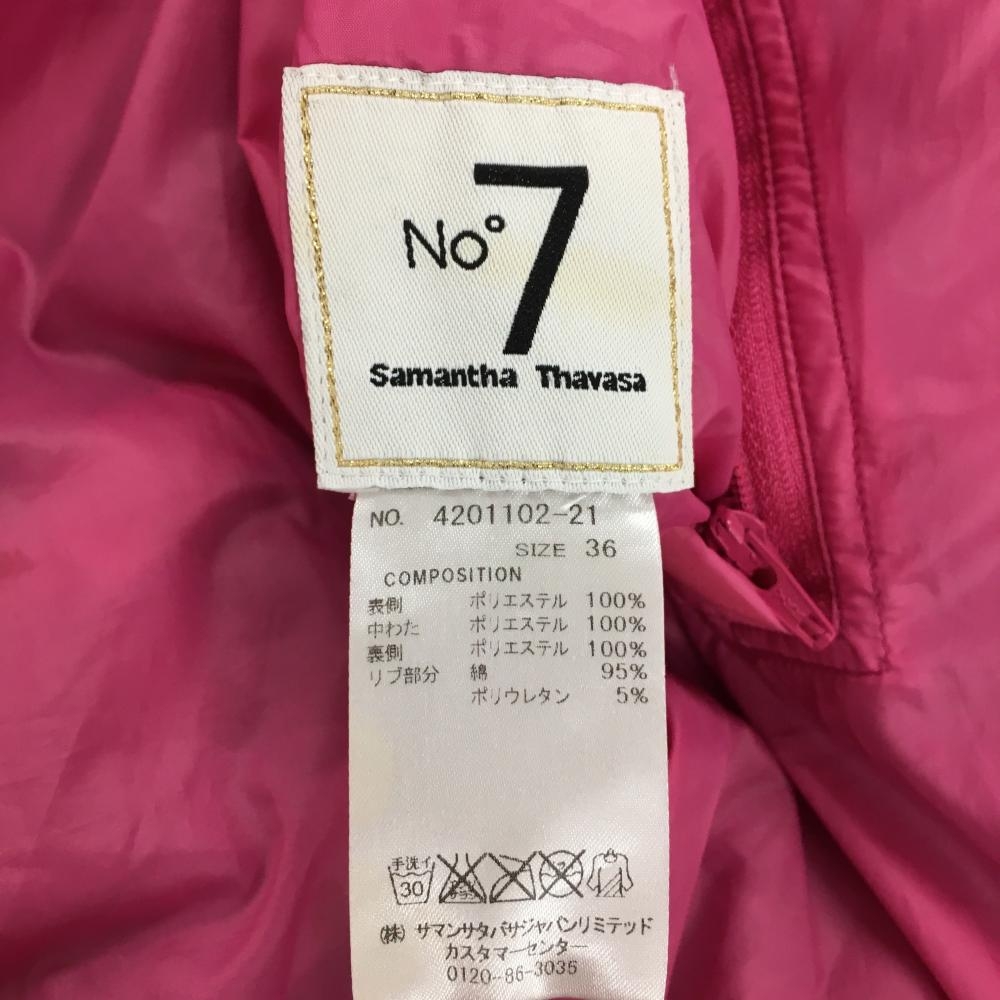 No° 7
Samantha Thavasa
NO. 4201102-21
SIZE 36
COMPOSITION
表側 ポリエステル 100%
中わた ポリエステル 100%
裏側 ポリエステル 100%
リブ部分 綿 95%
ポリウレタン 5%
手洗イ
30
(株) サマンサタバサジャパンリミテッド
カスタマーセンター
0120-86-3035